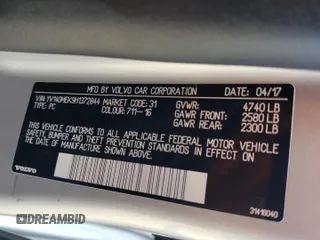 MFD BY VOLVO CAR CORPORATION 04/17
VIN: YV140MEK9H1372844 MARKET CODE: 31 GVWR: 4740 LB
TYPE: PC COLOUR: 711-16 GAWR FRONT: 2580 LB
GAWR REAR: 2300 LB
THIS VEHICLE CONFORMS TO ALL APPLICABLE FEDERAL MOTOR VEHICLE
SAFETY, BUMPER, AND THEFT PREVENTION STANDARDS IN EFFECT
ON THE DATE OF MANUFACTURE SHOWN ABOVE.
VOLVO
31416040
DREAMBID